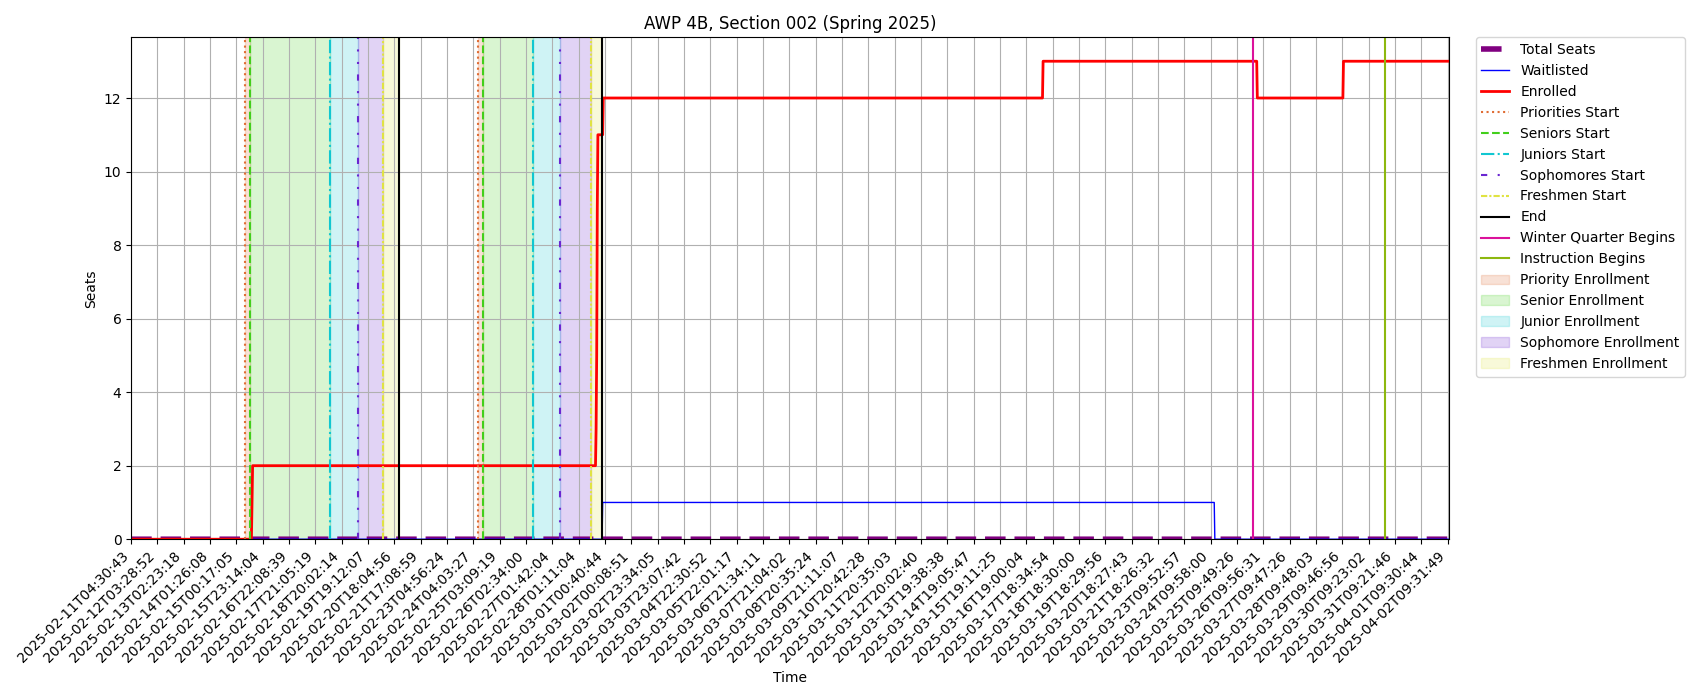 AWP 4B, Section 002 (Spring 2025)
Seats
12
10
8
6
4
2
0
2025-02-11T04:30:43
2025-02-12T03:28:52
2025-02-13T02:23:18
2025-02-14T01:26:08
2025-02-15T00:17:05
2025-02-15T23:14:04
2025-02-16T22:08:39
2025-02-17T21:05:19
2025-02-18T20:02:14
2025-02-19T19:12:07
2025-02-20T18:04:56
2025-02-21T17:08:59
2025-02-23T04:56:24
2025-02-24T04:03:27
2025-02-25T03:09:19
2025-02-26T02:34:00
2025-02-27T01:42:04
2025-02-28T01:11:04
2025-03-01T00:40:44
2025-03-02T00:08:51
2025-03-02T23:34:05
2025-03-03T23:07:42
2025-03-04T22:30:52
2025-03-05T22:01:17
2025-03-06T21:34:11
2025-03-07T21:04:02
2025-03-08T20:35:24
2025-03-09T21:11:07
2025-03-10T20:42:28
2025-03-11T20:35:03
2025-03-12T20:02:40
2025-03-13T19:38:38
2025-03-14T19:05:47
2025-03-15T19:11:25
2025-03-16T19:00:04
2025-03-17T18:34:54
2025-03-18T18:30:00
2025-03-19T18:29:56
2025-03-20T18:27:43
2025-03-21T18:26:32
2025-03-23T09:52:57
2025-03-24T09:58:00
2025-03-25T09:49:26
2025-03-26T09:56:31
2025-03-27T09:47:26
2025-03-28T09:48:03
2025-03-29T09:46:56
2025-03-30T09:23:02
2025-03-31T09:21:46
2025-04-01T09:30:44
2025-04-02T09:31:49
Time
Total Seats
Waitlisted
Enrolled
Priorities Start
Seniors Start
Juniors Start
Sophomores Start
Freshmen Start
End
Winter Quarter Begins
Instruction Begins
Priority Enrollment
Senior Enrollment
Junior Enrollment
Sophomore Enrollment
Freshmen Enrollment